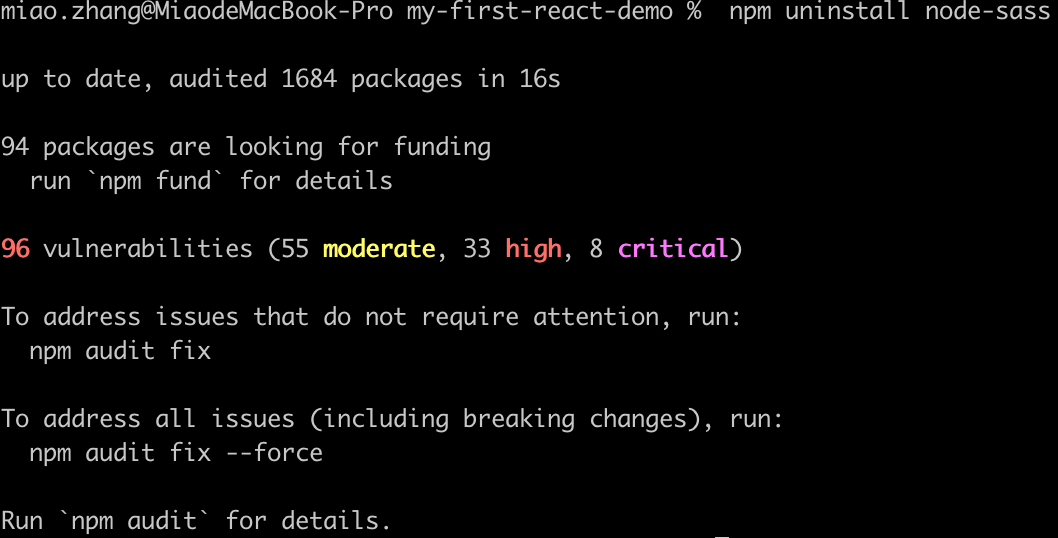 miao.zhang@MiaodeMacBook-Pro my-first-react-demo %  npm uninstall node-sass
up to date, audited 1684 packages in 16s
94 packages are looking for funding
  run `npm fund` for details
96 vulnerabilities (55 moderate, 33 high, 8 critical)
To address issues that do not require attention, run:
  npm audit fix
To address all issues (including breaking changes), run:
  npm audit fix --force
Run `npm audit` for details.